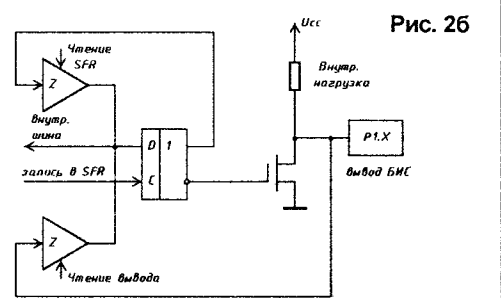 Рис. 2б
Чтение
SFR
Ucc
Внутр.
нагрузка
Z
Внутр.
шина
D 1
P1.X
запись в SFR
C
вывод БИС
Z
Чтение вывода